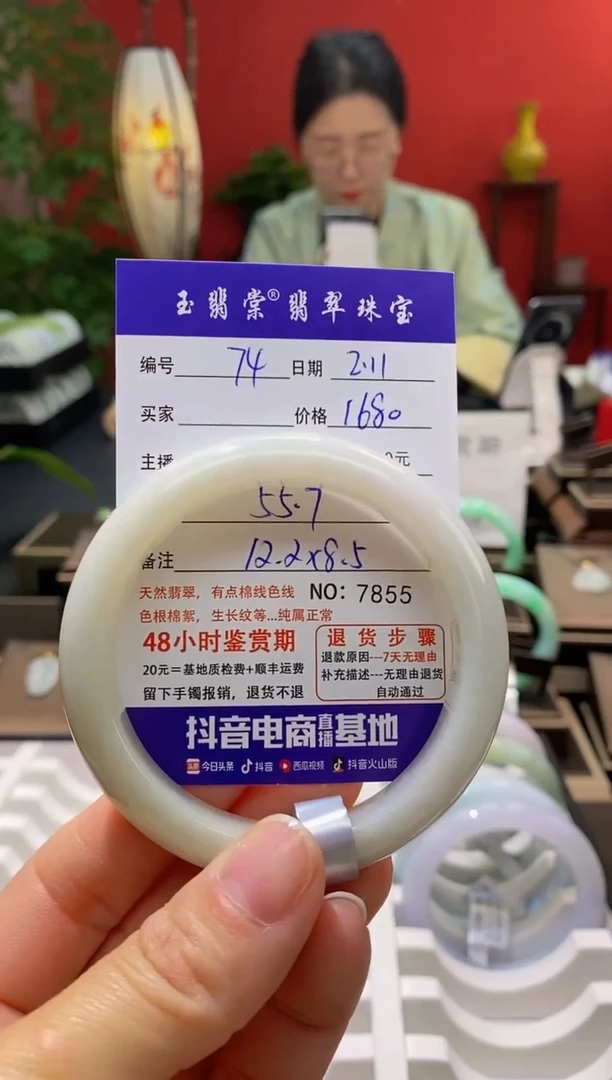 玉翡棠®翡翠珠宝
编号 74 日期 2.11
买家 价格 1680
主播 0元
55.7
备注 12.2x8.5
天然翡翠，有点棉线色线 NO: 7855
色根棉絮，生长纹等...纯属正常
48小时鉴赏期
20元=基地质检费+顺丰运费
留下手镯报销，退货不退
退货步骤
退款原因---7天无理由
补充描述---无理由退货
自动通过
抖音电商直播基地
头条 今日头条 抖音 西瓜视频 抖音火山版